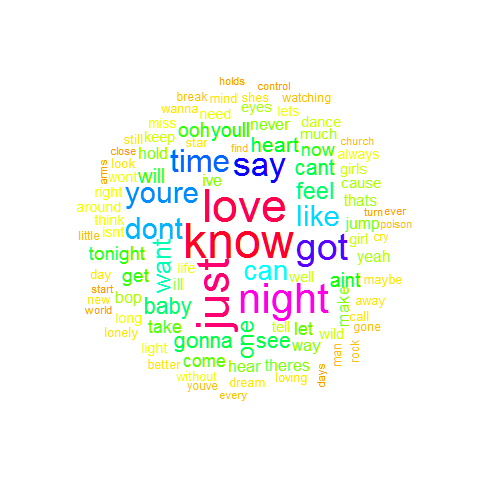 holds
control
break mind shes watching
wanna need eyes lets
miss never dance
oohyoull much
still keep star heart now church
close hold time find say cant always
look will ive girls
arms wont feel cause
right youre love thats
around like turn ever
think dont jump poison
isnt know got girl cry
little want yeah
tonight can well
day get life just aint maybe
start ill night
new bop baby make away
world call
long take one tell let wild gone
lonely gonna see way
light come hear theres man rock
better
without dream loving days
youve
every